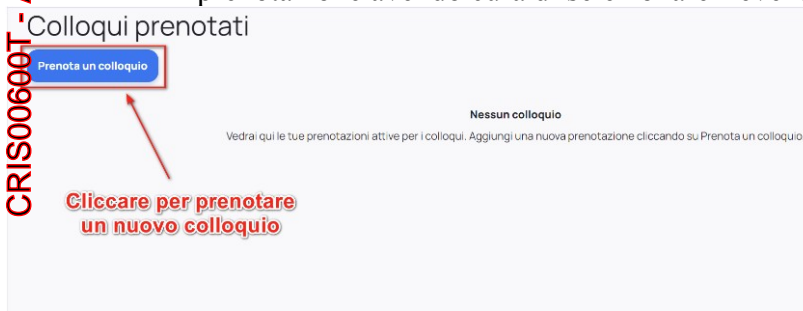 Colloqui prenotati
Prenota un colloquio
Nessun colloquio
Vedrai qui le tue prenotazioni attive per i colloqui. Aggiungi una nuova prenotazione cliccando su Prenota un colloquio
Cliccare per prenotare
un nuovo colloquio
CRIS00600T -